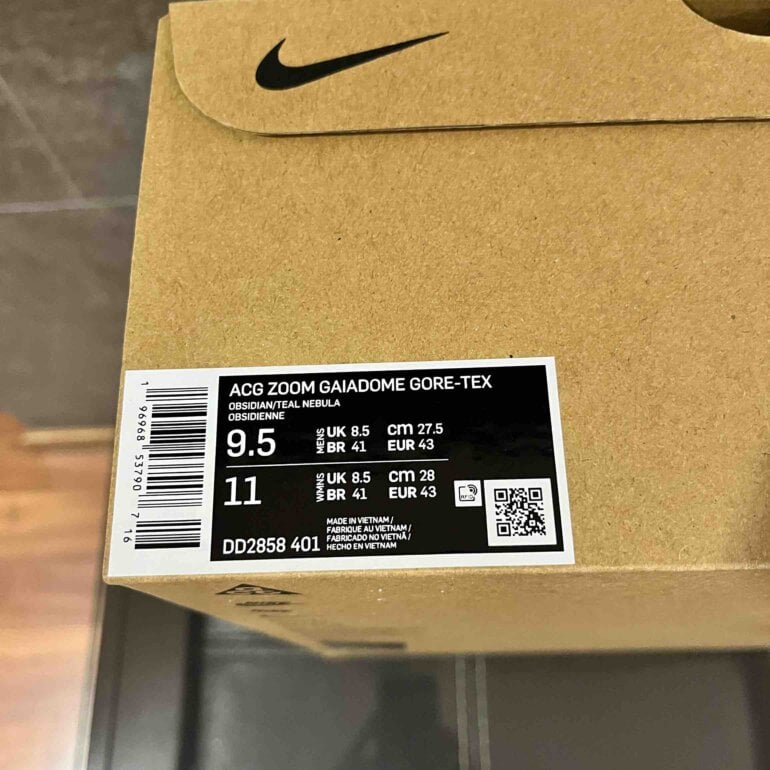 ACG ZOOM GAIADOME GORE-TEX
OBSIDIAN/TEAL NEBULA
OBSIDIENNE
9.5 MENS UK 8.5 cm 27.5
BR 41 EUR 43
11 WMNS UK 8.5 cm 28
BR 41 EUR 43
RFID
DD2858 401
MADE IN VIETNAM /
FABRIQUE AU VIETNAM /
FABRICADO NO VIETNÃ /
HECHO EN VIETNAM
1 96968 53790 7 16